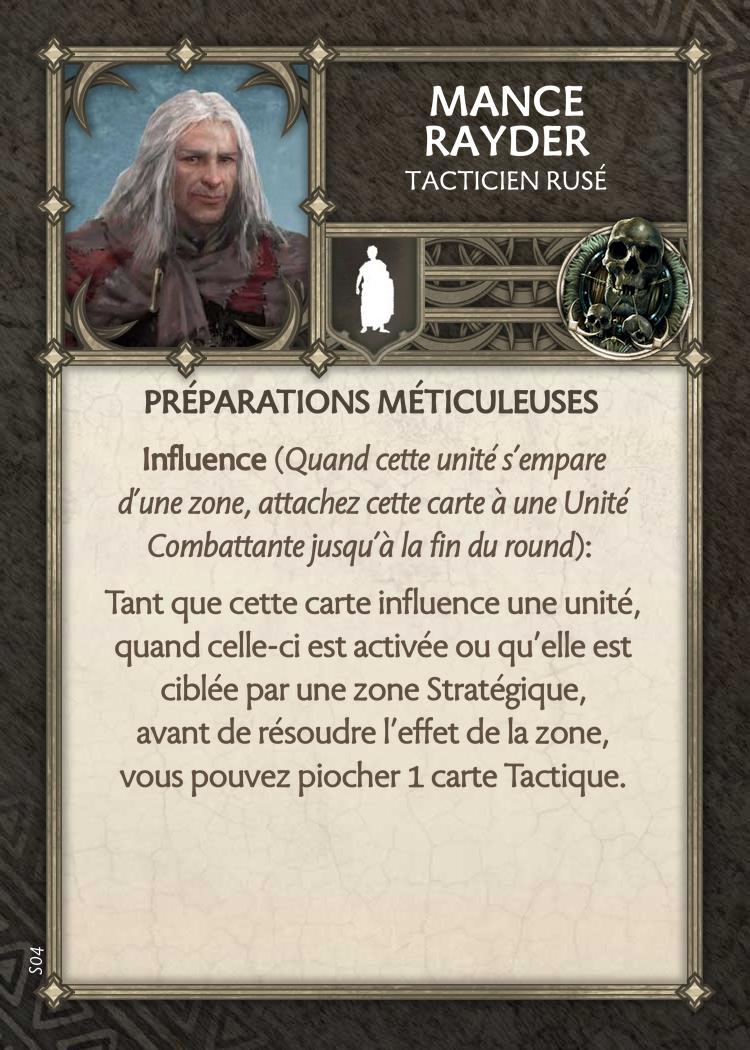 MANCE
RAYDER
TACTICIEN RUSÉ
PRÉPARATIONS MÉTICULEUSES
Influence (Quand cette unité s'empare
d'une zone, attachez cette carte à une Unité
Combattante jusqu'à la fin du round):
Tant que cette carte influence une unité,
quand celle-ci est activée ou qu'elle est
ciblée par une zone Stratégique,
avant de résoudre l'effet de la zone,
vous pouvez piocher 1 carte Tactique.
S04